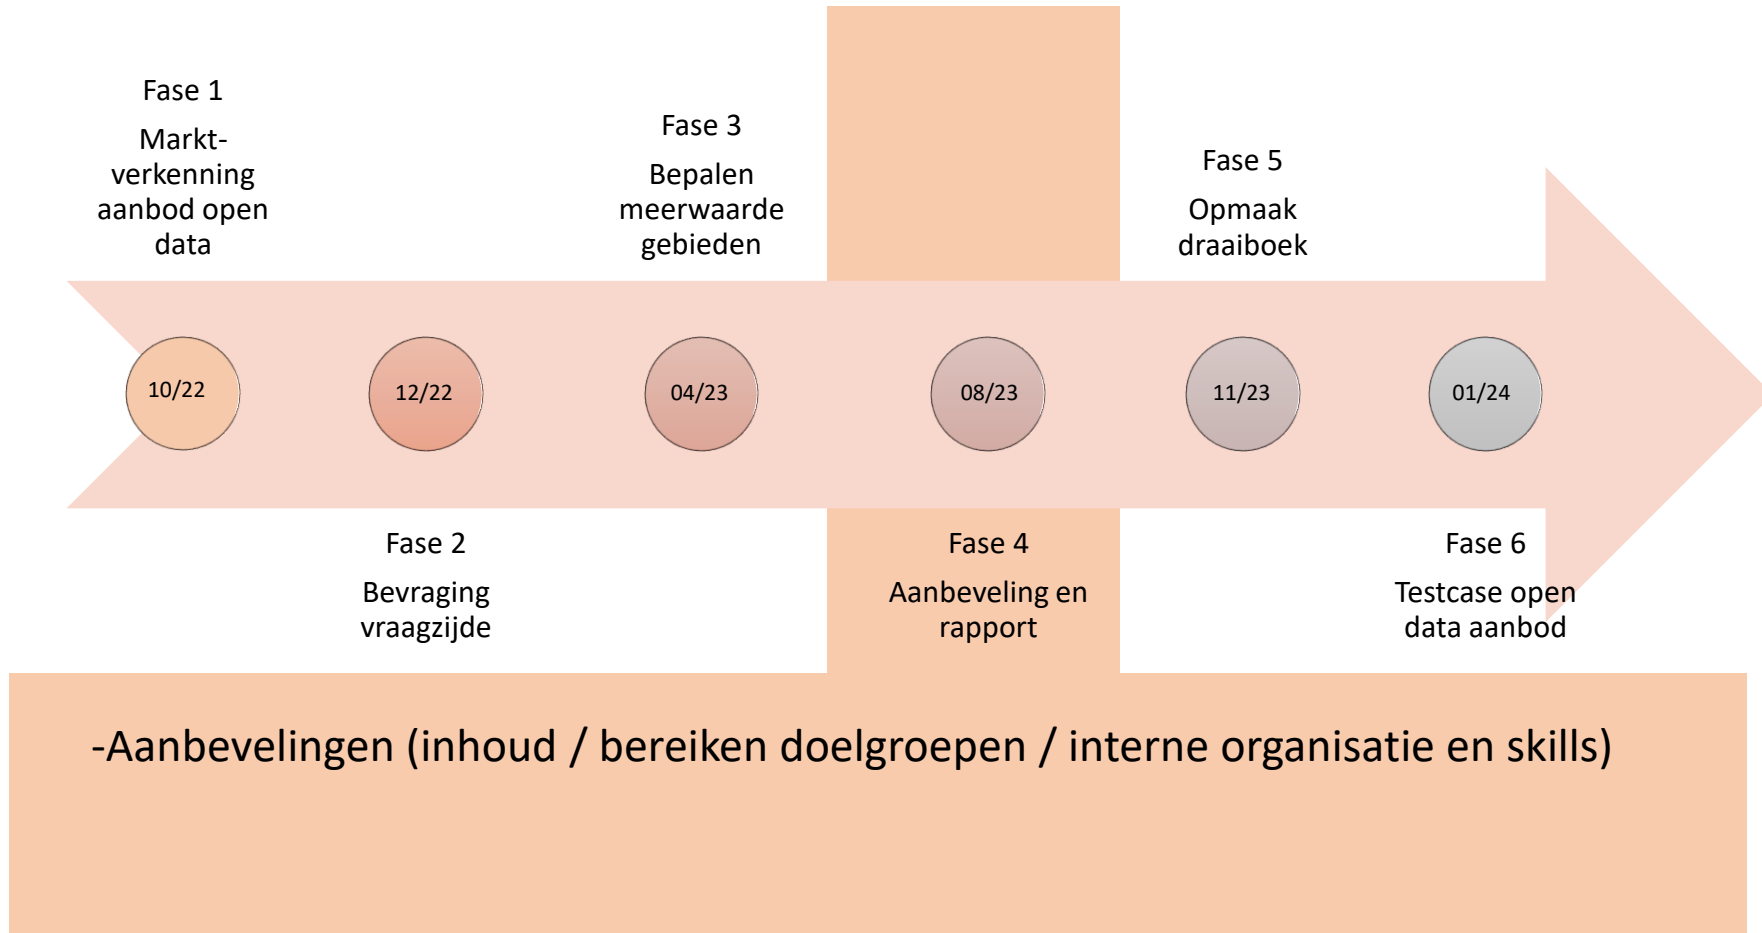 Fase 1
Markt-
verkenning
aanbod open
data
Fase 3
Bepalen
meerwaarde
gebieden
Fase 5
Opmaak
draaiboek
10/22
12/22
04/23
08/23
11/23
01/24
Fase 2
Bevraging
vraagzijde
Fase 4
Aanbeveling en
rapport
Fase 6
Testcase open
data aanbod
-Aanbevelingen (inhoud / bereiken doelgroepen / interne organisatie en skills)